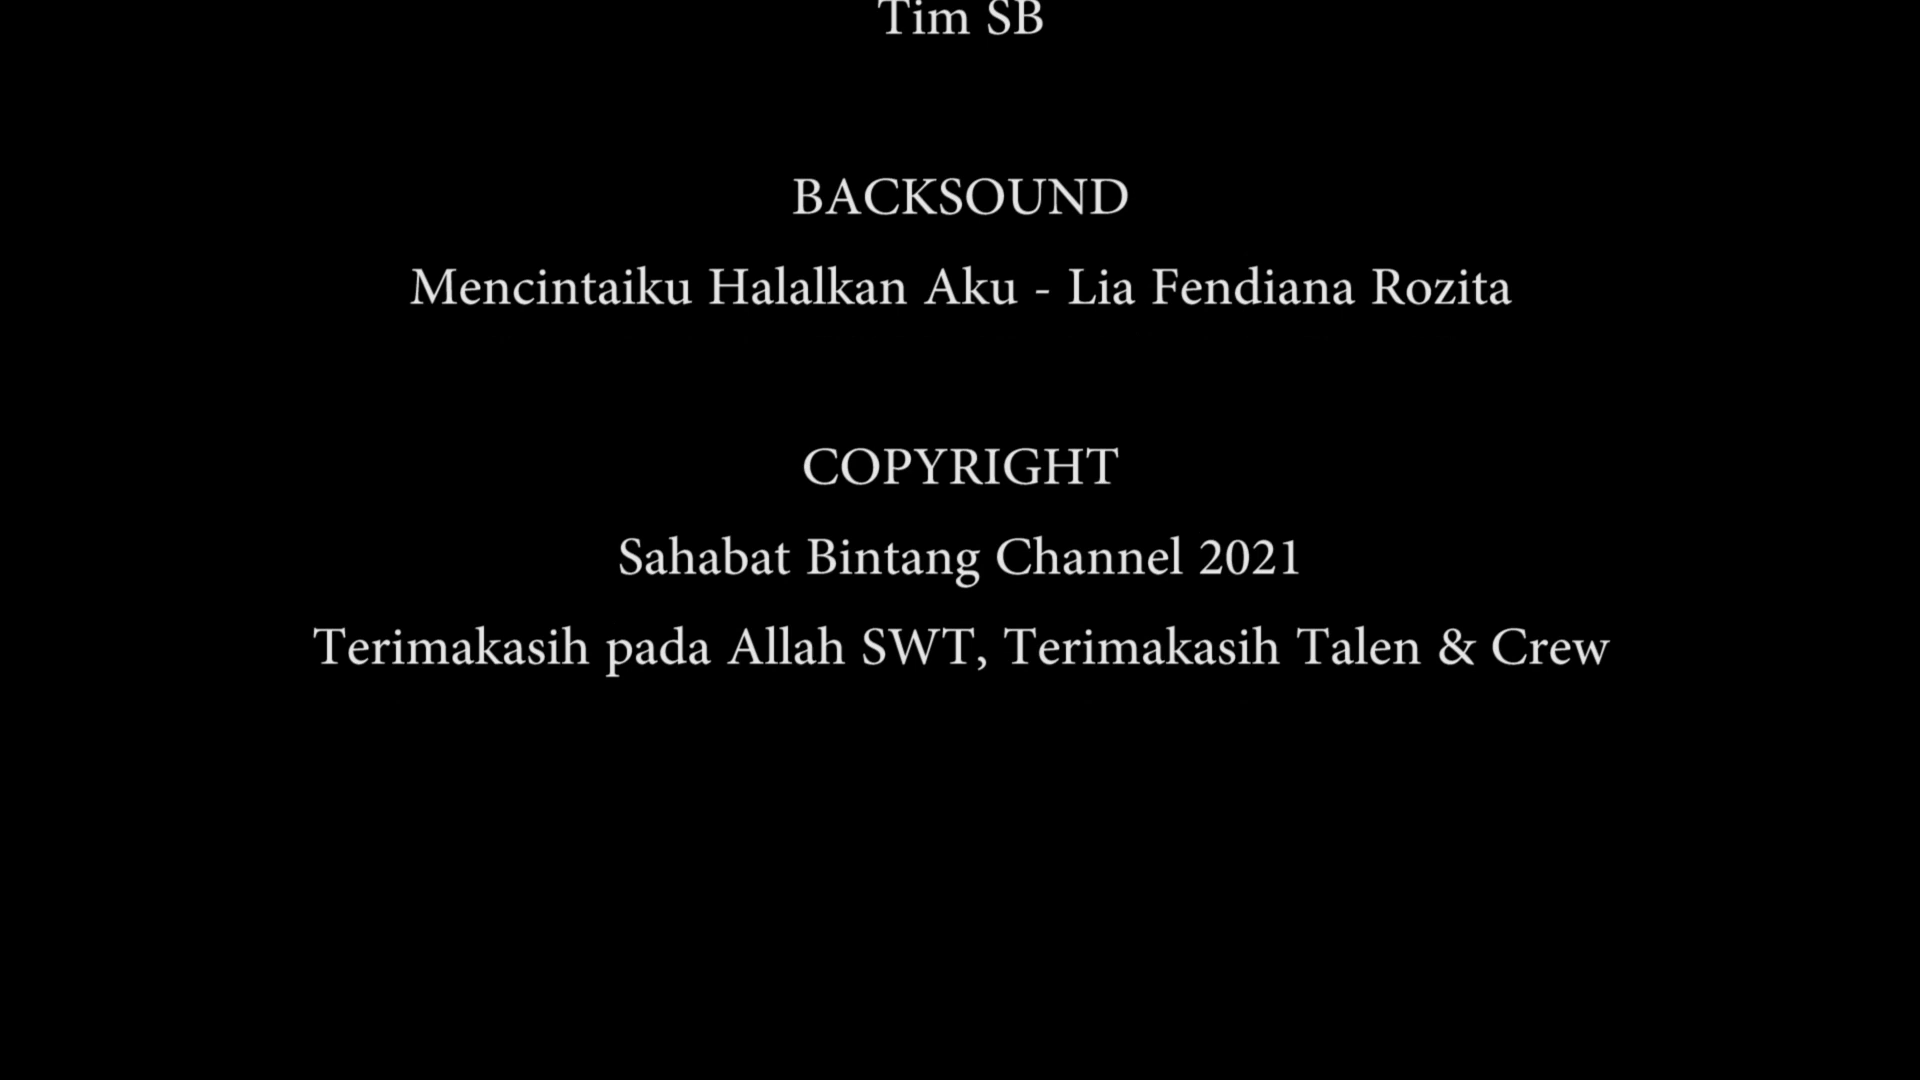 Tim SB
BACKSOUND
Mencintaiku Halalkan Aku - Lia Fendiana Rozita
COPYRIGHT
Sahabat Bintang Channel 2021
Terimakasih pada Allah SWT, Terimakasih Talen & Crew